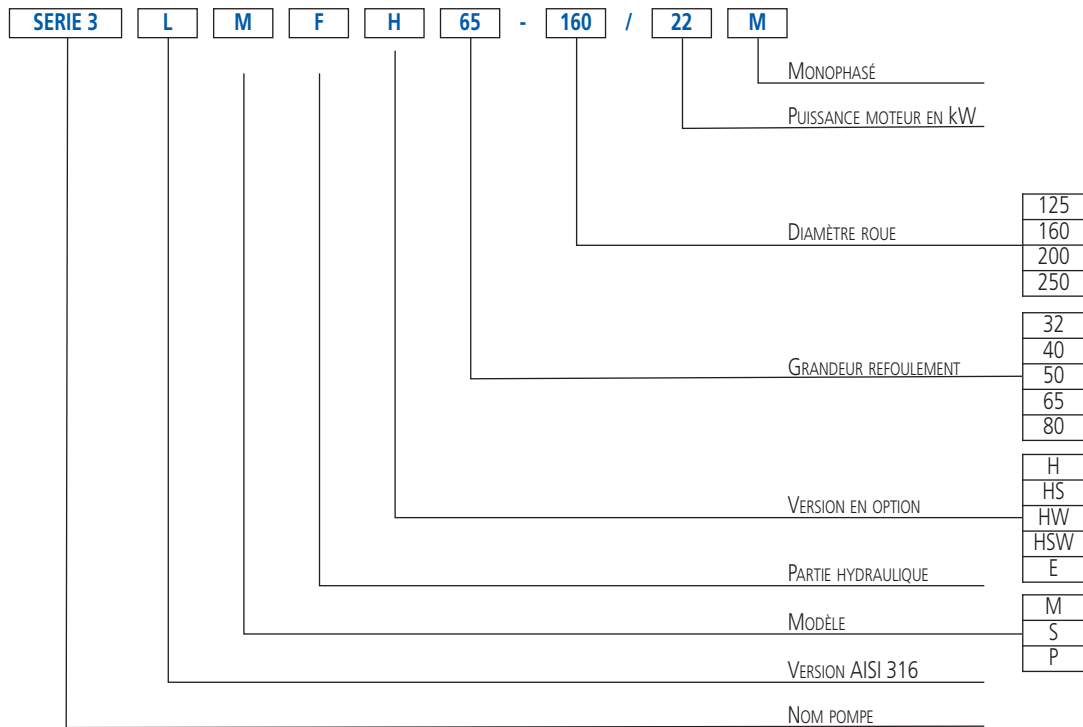 SERIE 3 L M F H 65 - 160 / 22 M
MONOPHASÉ
PUISSANCE MOTEUR EN kW
DIAMÈTRE ROUE
125
160
200
250
GRANDEUR REFOULEMENT
32
40
50
65
80
VERSION EN OPTION
H
HS
HW
HSW
E
PARTIE HYDRAULIQUE
MODÈLE
M
S
P
VERSION AISI 316
NOM POMPE